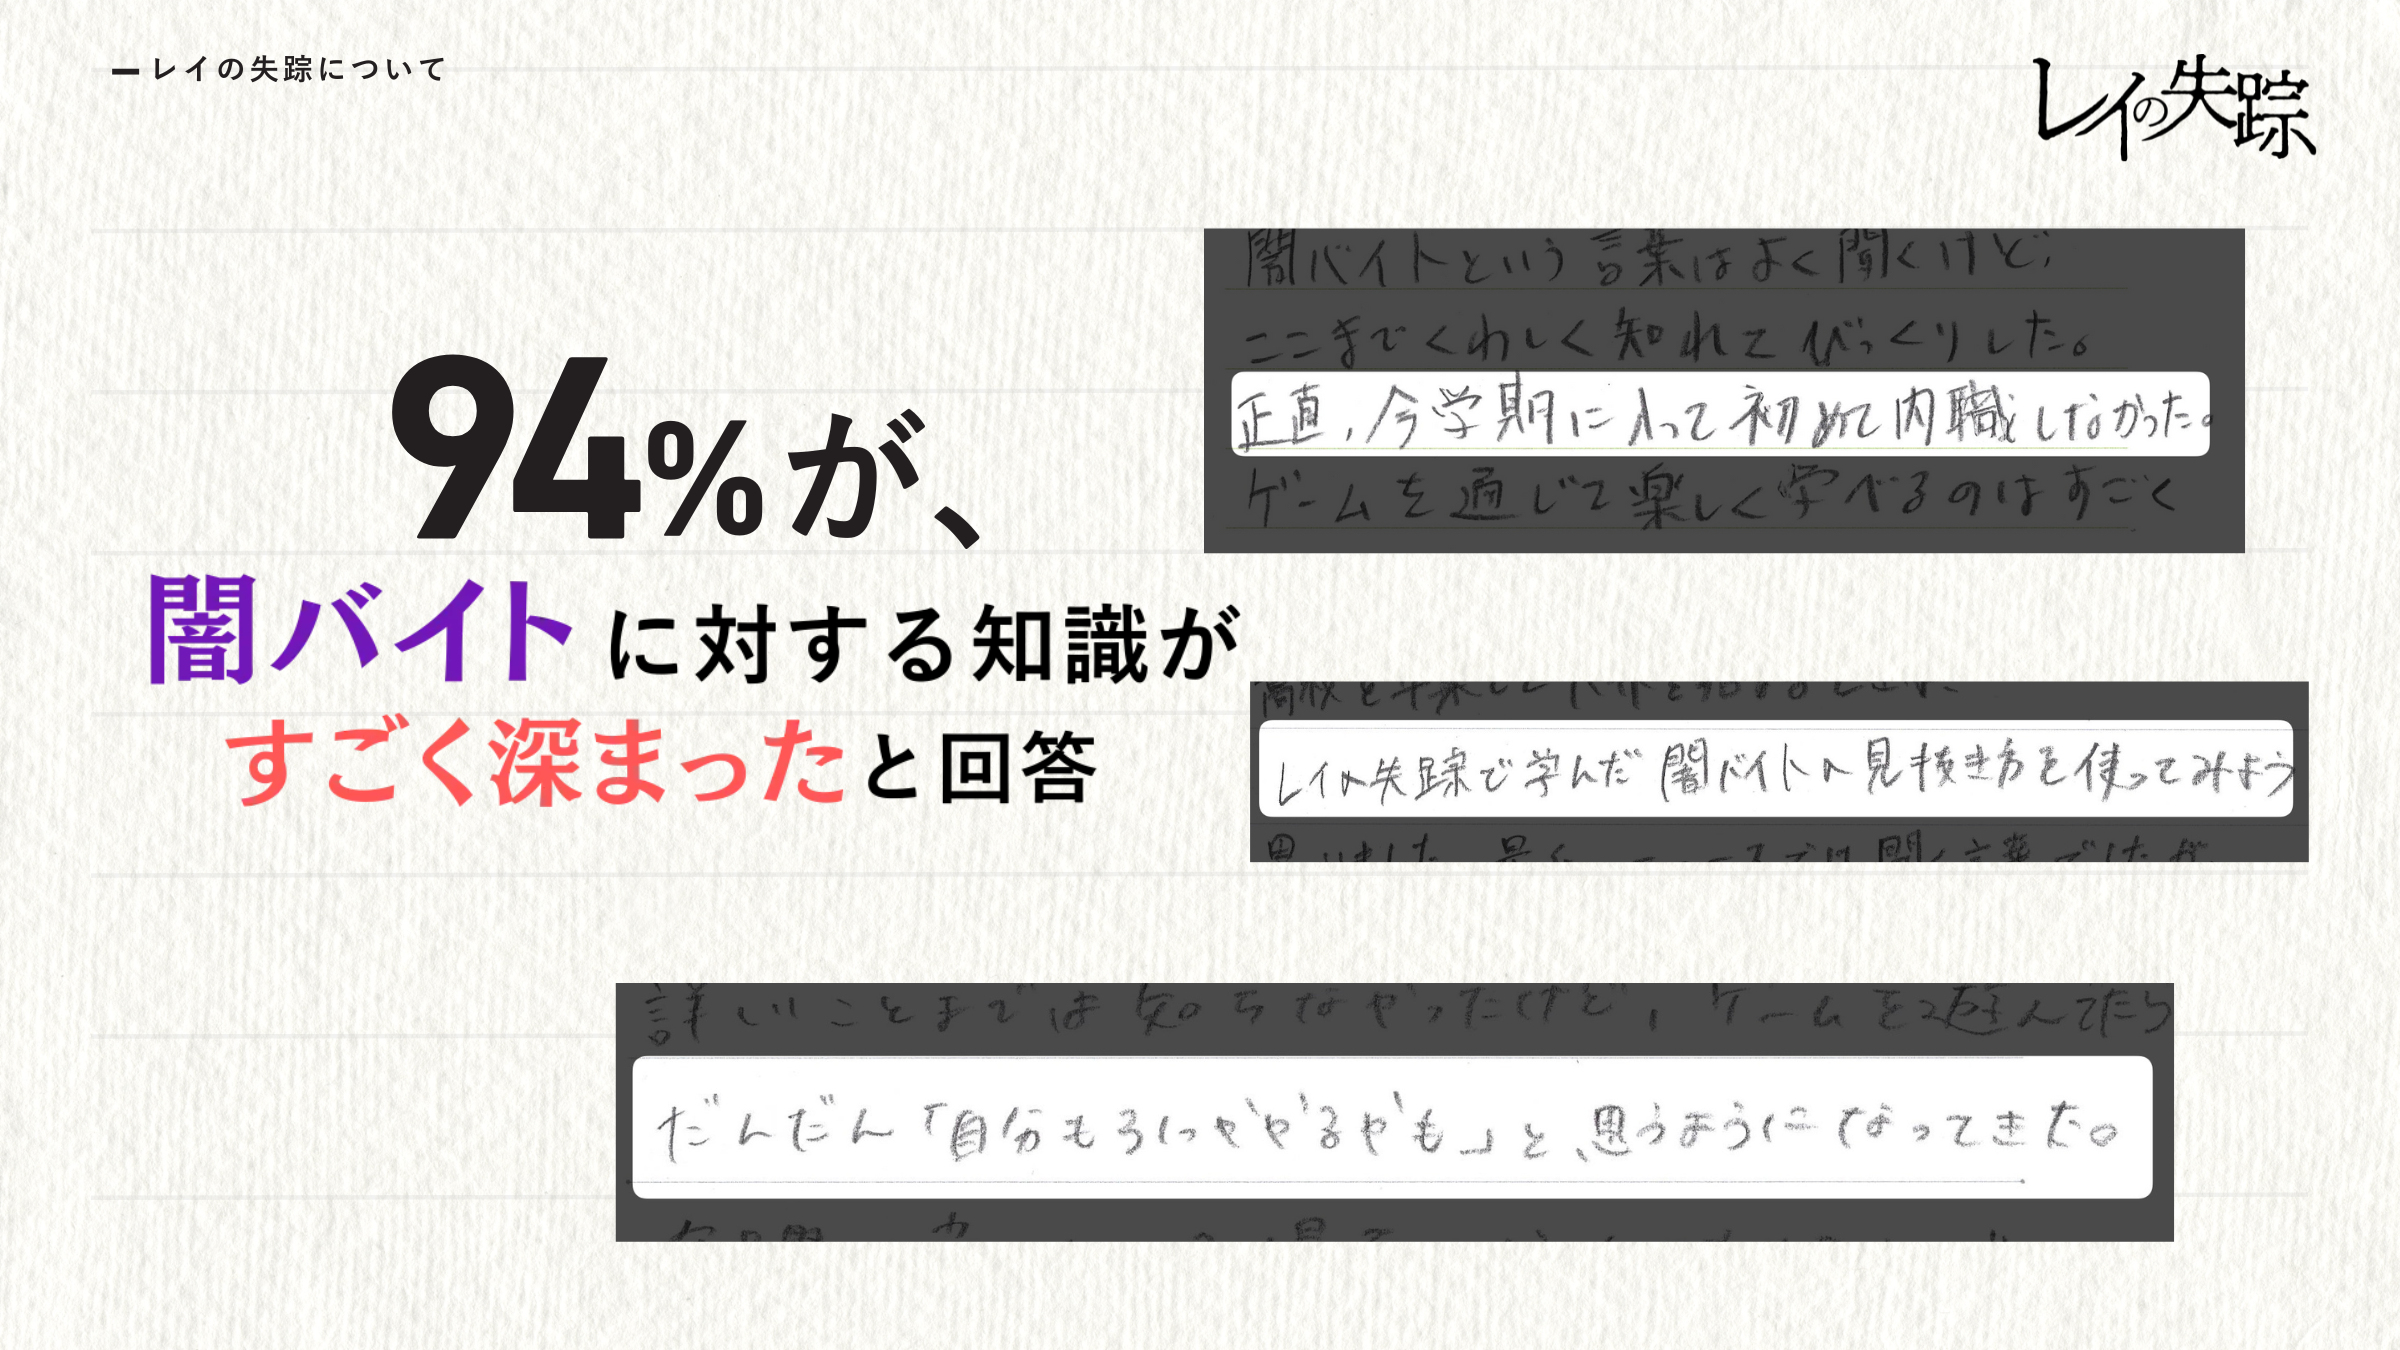 レイの失踪について
レイの失踪
94%が、
闇バイトに対する知識が
すごく深まったと回答
闇バイトという言葉はよく聞くけど,
ここまでくわしく知れてびっくりした。
正直,今学期に入って初めて内職しなかった。
ゲームを通じて楽しく学べるのはすごく
レイの失踪で学んだ闇バイトの見抜き方を使ってみよう
詳しいことまでは知らなかったけど,ゲームを遊んでたら
だんだん「自分もろにかかるかも」と、思うようになってきた。